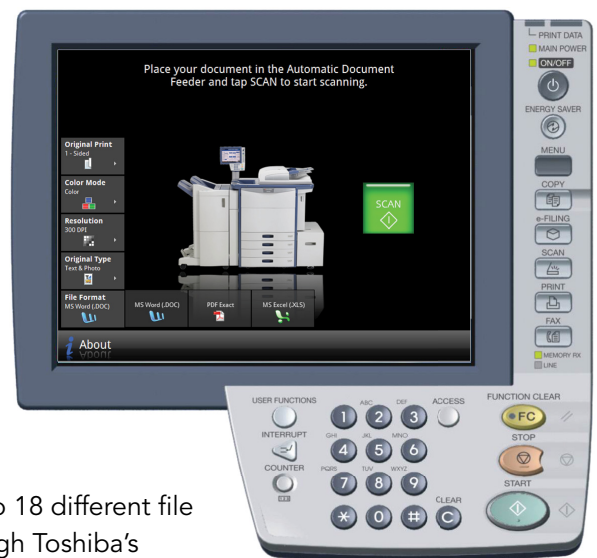 Place your document in the Automatic Document
Feeder and tap SCAN to start scanning.
Original Print
1 - Sided
Color Mode
Color
Resolution
300 DPI
Original Type
Text & Photo
File Format
MS Word (.DOC)
MS Word (.DOC)
PDF Exact
MS Excel (.XLS)
SCAN
i About
PRINT DATA
MAIN POWER
ON/OFF
ENERGY SAVER
MENU
COPY
e-FILING
SCAN
PRINT
FAX
MEMORY RX
LINE
USER FUNCTIONS
INTERRUPT
COUNTER
ABC
DEF
1 2 3
ACCESS
GHI
JKL
MNO
4 5 6
PQRS
TUV
WXYZ
7 8 9
CLEAR
* 0 # C
FUNCTION CLEAR
FC
STOP
START
o 18 different file
gh Toshiba's